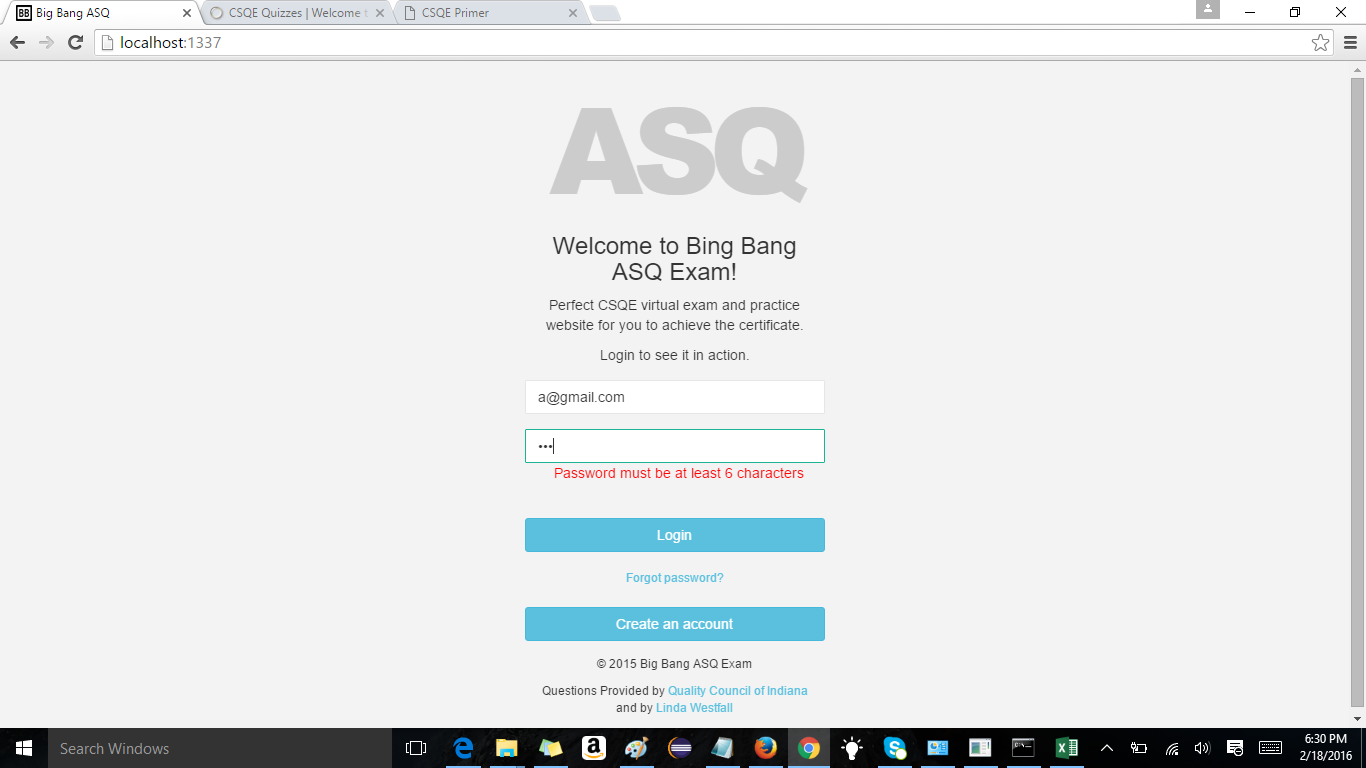 BB Big Bang ASQ
CSQE Quizzes | Welcome t
CSQE Primer
localhost:1337
ASQ
Welcome to Bing Bang
ASQ Exam!
Perfect CSQE virtual exam and practice
website for you to achieve the certificate.
Login to see it in action.
a@gmail.com
•••
Password must be at least 6 characters
Login
Forgot password?
Create an account
© 2015 Big Bang ASQ Exam
Questions Provided by Quality Council of Indiana
and by Linda Westfall
Search Windows
6:30 PM
2/18/2016